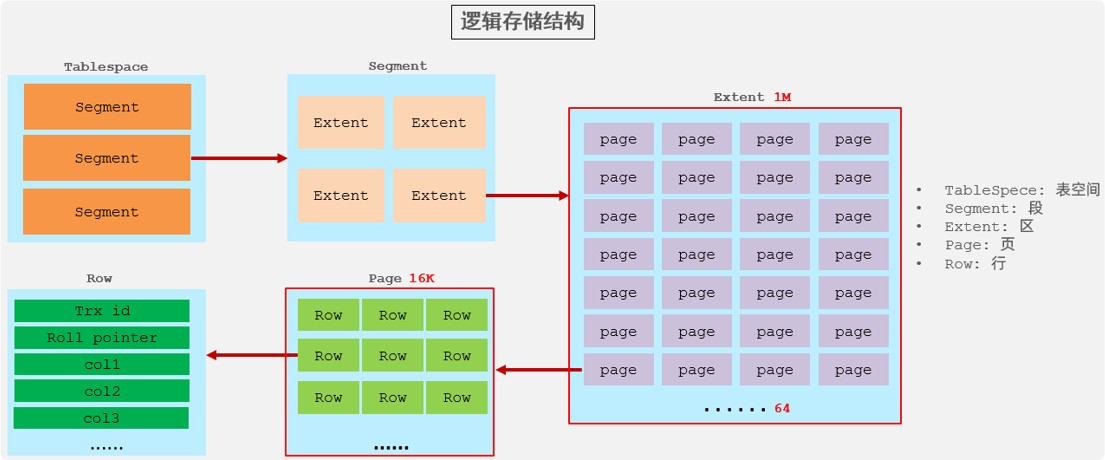 逻辑存储结构
Tablespace
Segment
Segment
Segment
Segment
Extent Extent
Extent Extent
Extent 1M
page page page page
page page page page
page page page page
page page page page
page page page page
page page page page
page page page page
...... 64
• TableSpece: 表空间
• Segment: 段
• Extent: 区
• Page: 页
• Row: 行
Row
Trx id
Roll pointer
col1
col2
col3
......
Page 16K
Row Row Row
Row Row Row
Row Row Row
......